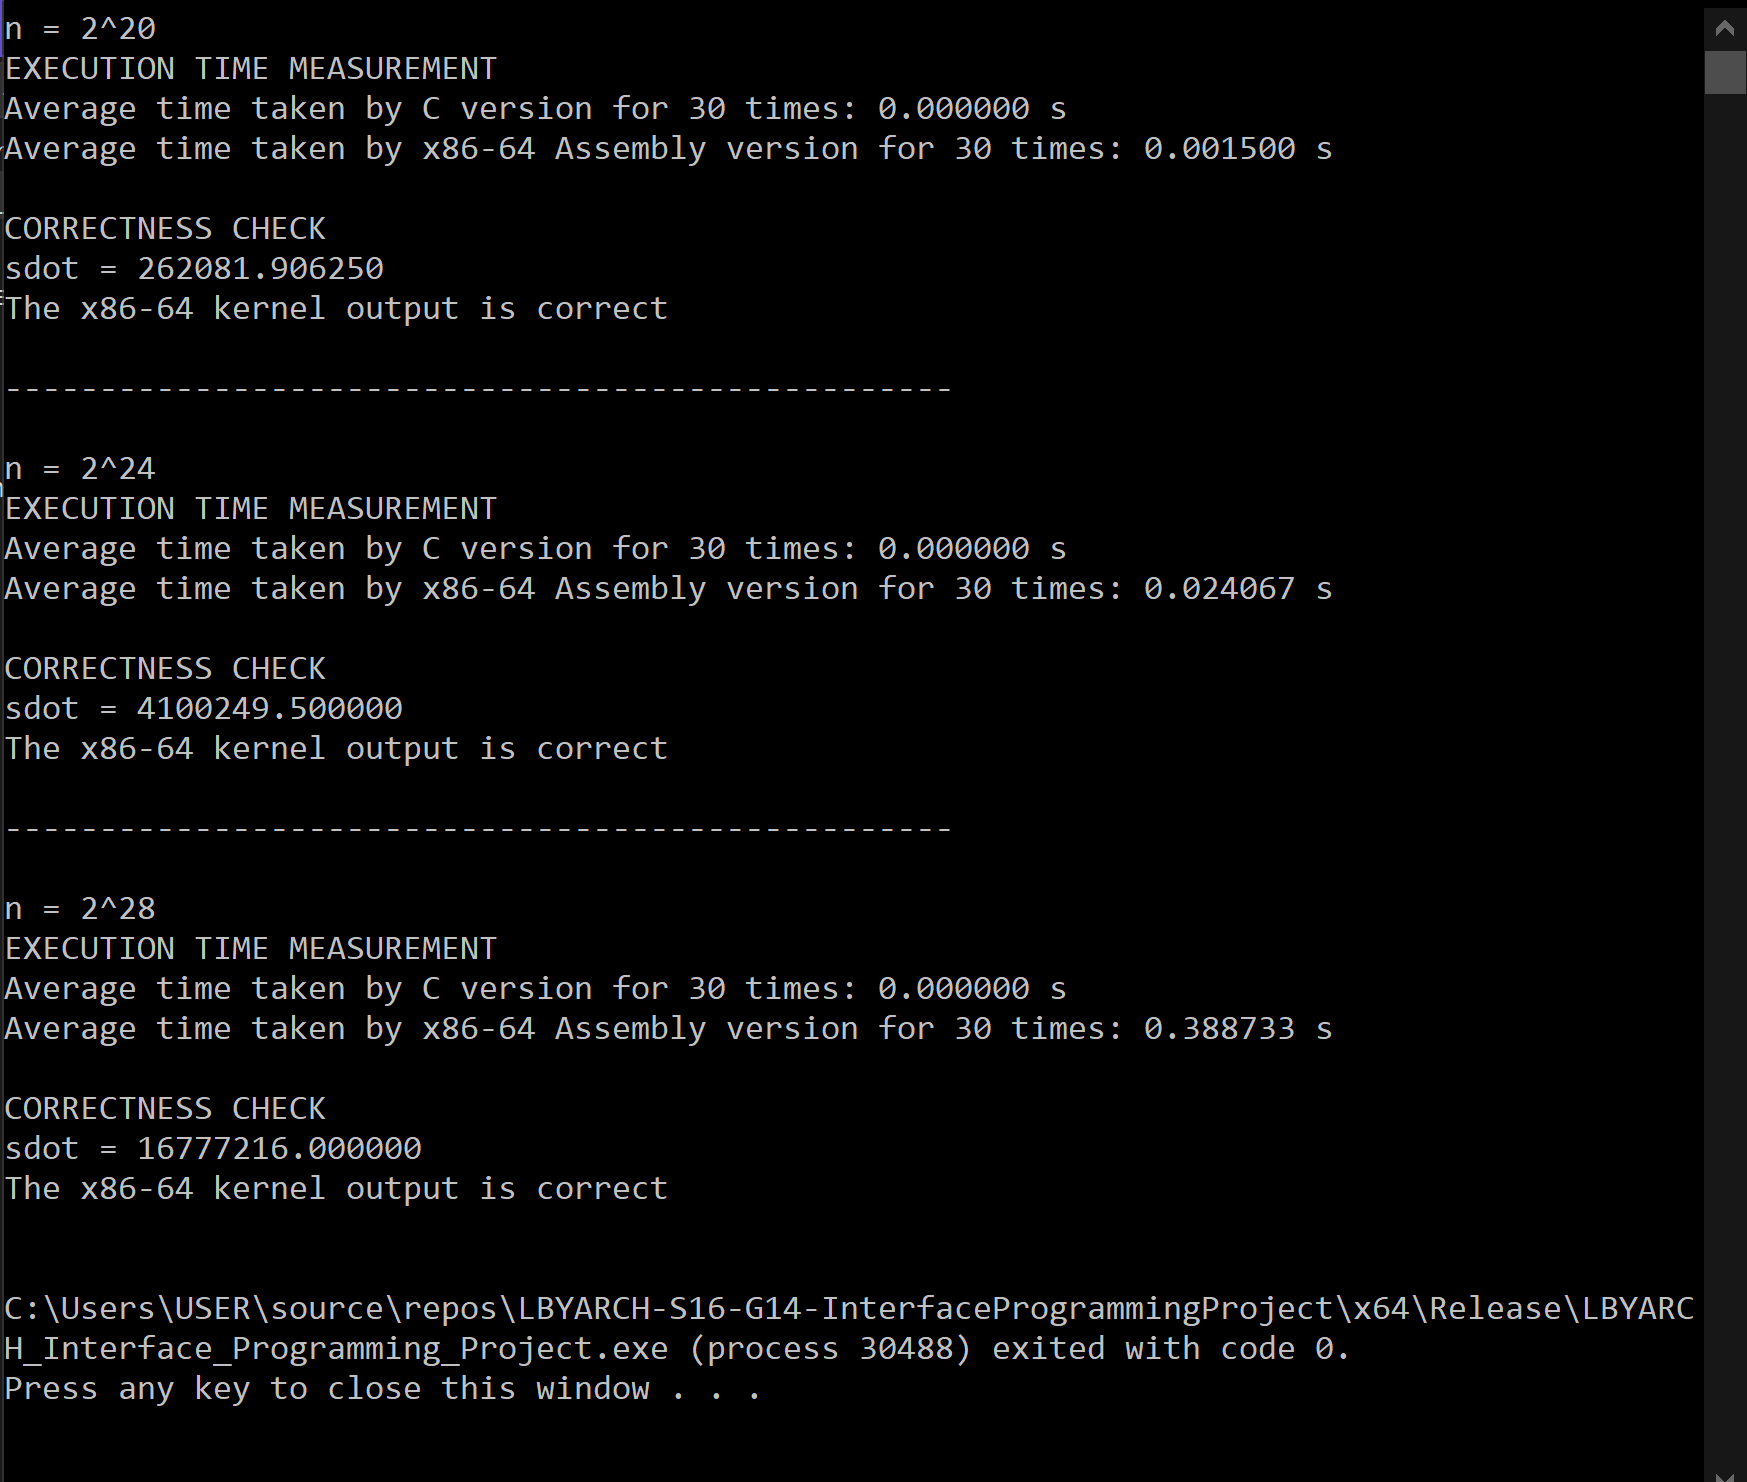 n = 2^20
EXECUTION TIME MEASUREMENT
Average time taken by C version for 30 times: 0.000000 s
Average time taken by x86-64 Assembly version for 30 times: 0.001500 s
CORRECTNESS CHECK
sdot = 262081.906250
The x86-64 kernel output is correct
--------------------------------------------------
n = 2^24
EXECUTION TIME MEASUREMENT
Average time taken by C version for 30 times: 0.000000 s
Average time taken by x86-64 Assembly version for 30 times: 0.024067 s
CORRECTNESS CHECK
sdot = 4100249.500000
The x86-64 kernel output is correct
--------------------------------------------------
n = 2^28
EXECUTION TIME MEASUREMENT
Average time taken by C version for 30 times: 0.000000 s
Average time taken by x86-64 Assembly version for 30 times: 0.388733 s
CORRECTNESS CHECK
sdot = 16777216.000000
The x86-64 kernel output is correct
C:\Users\USER\source\repos\LBYARCH-S16-G14-InterfaceProgrammingProject\x64\Release\LBYARC
H_Interface_Programming_Project.exe (process 30488) exited with code 0.
Press any key to close this window . . .